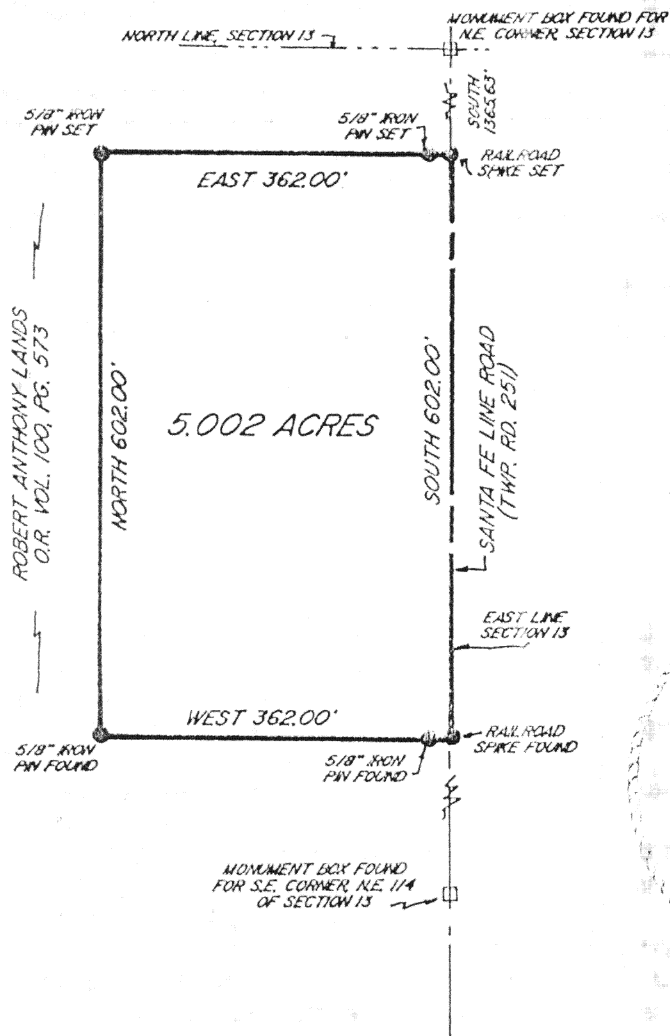 MONUMENT BOX FOUND FOR
N.E. CORNER, SECTION 13
NORTH LINE, SECTION 13
SOUTH
1365.63'
5/8" IRON
PIN SET
5/8" IRON
PIN SET
RAILROAD
SPIKE SET
EAST 362.00'
ROBERT ANTHONY LANDS
O.R. VOL. 100, PG. 573
NORTH 602.00'
5.002 ACRES
SOUTH 602.00'
SANTA FE LINE ROAD
(TWP. RD. 251)
EAST LINE
SECTION 13
WEST 362.00'
5/8" IRON
PIN FOUND
5/8" IRON
PIN FOUND
RAILROAD
SPIKE FOUND
MONUMENT BOX FOUND
FOR S.E. CORNER, N.E. 1/4
OF SECTION 13